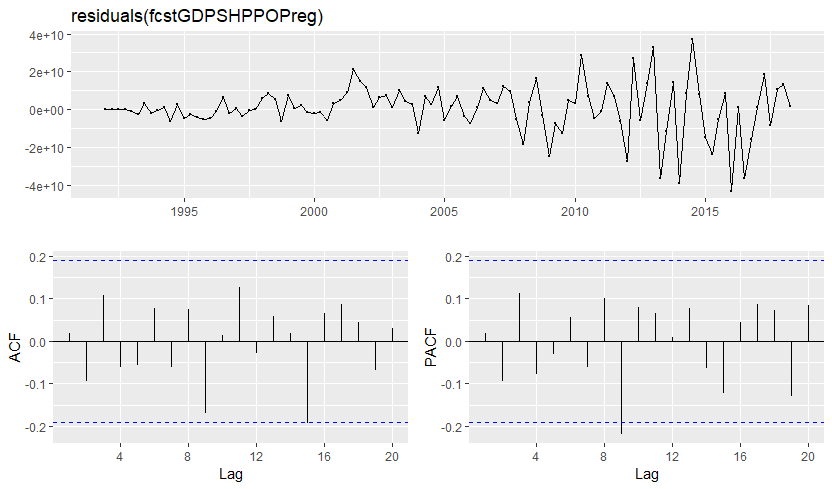 residuals(fcstGDPSHPPOPreg)
4e+10
2e+10
0e+00
-2e+10
-4e+10
1995 2000 2005 2010 2015
0.2
0.1
0.0
-0.1
-0.2
ACF
4 8 12 16 20
Lag
0.2
0.1
0.0
-0.1
-0.2
PACF
4 8 12 16 20
Lag